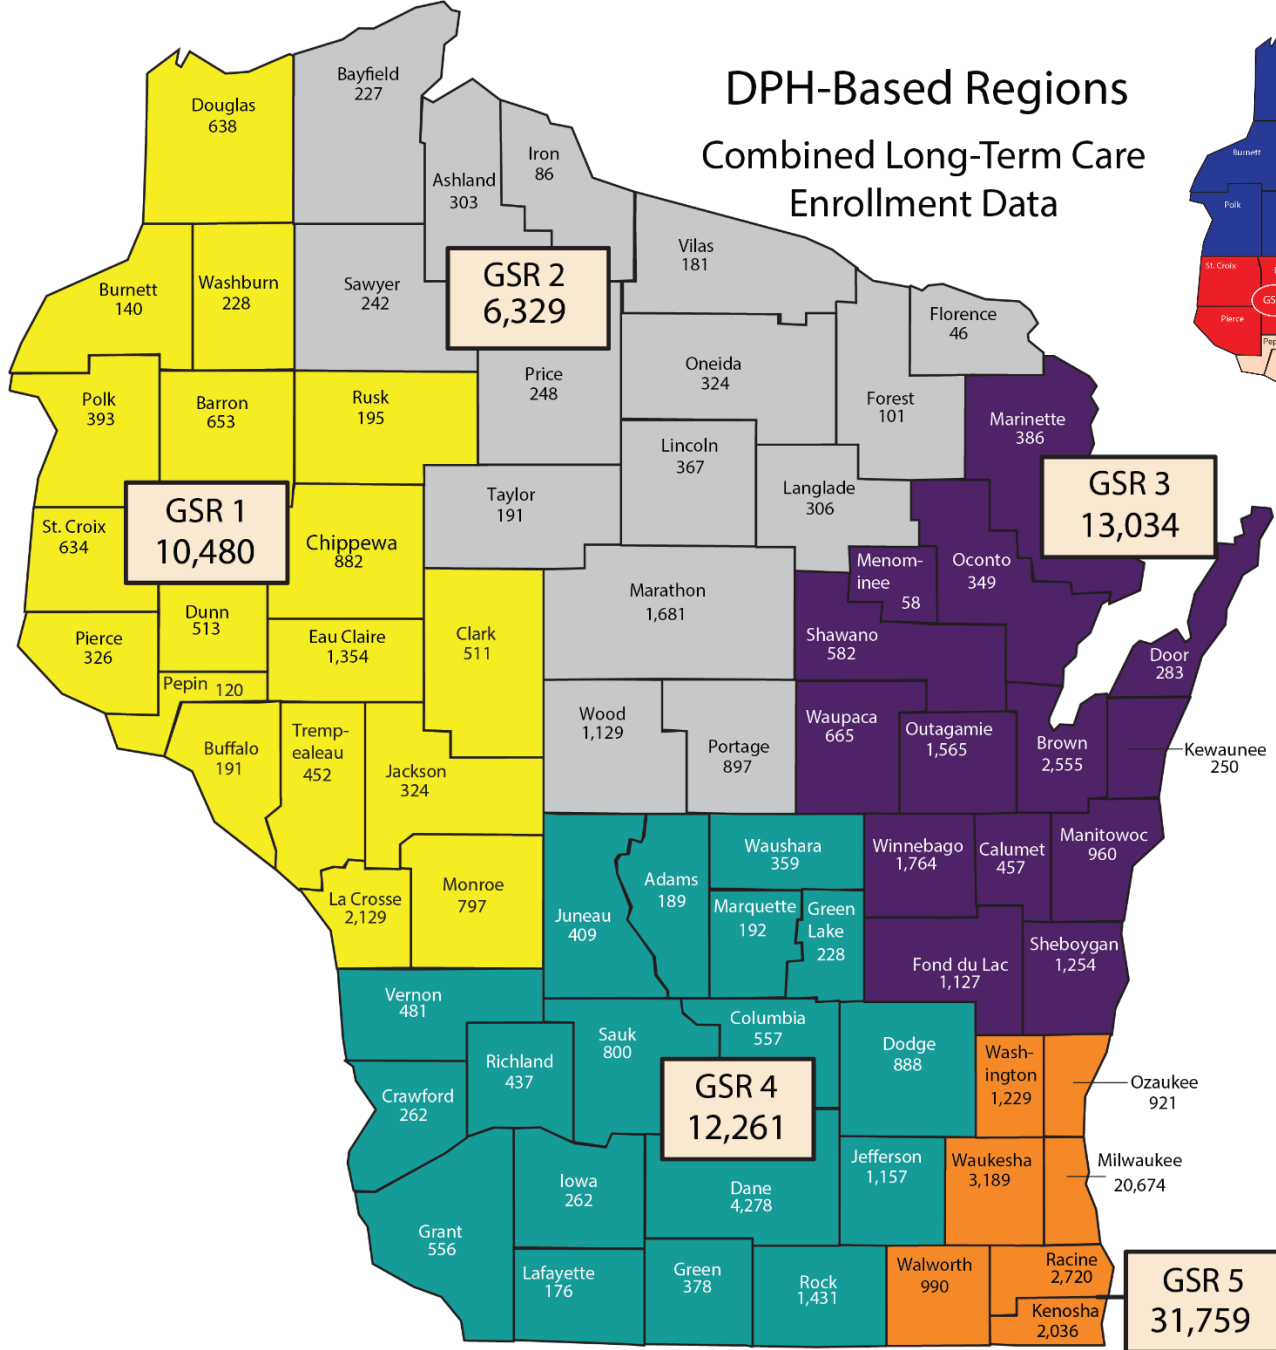 DPH-Based Regions
Combined Long-Term Care
Enrollment Data
Bayfield
227
Douglas
638
Iron
86
Ashland
303
Vilas
181
Burnett
140
Washburn
228
Sawyer
242
GSR 2
6,329
Florence
46
Polk
393
Barron
653
Rusk
195
Price
248
Oneida
324
Forest
101
Marinette
386
Lincoln
367
Langlade
306
Taylor
191
GSR 3
13,034
GSR 1
10,480
St. Croix
634
Chippewa
882
Menom-
inee
58
Oconto
349
Marathon
1,681
Dunn
513
Pierce
326
Eau Claire
1,354
Clark
511
Shawano
582
Door
283
Pepin 120
Wood
1,129
Portage
897
Waupaca
665
Outagamie
1,565
Brown
2,555
Kewaunee
250
Buffalo
191
Tremp-
ealeau
452
Jackson
324
Waushara
359
Winnebago
1,764
Calumet
457
Manitowoc
960
La Crosse
2,129
Monroe
797
Juneau
409
Adams
189
Marquette
192
Green
Lake
228
Fond du Lac
1,127
Sheboygan
1,254
Vernon
481
Richland
437
Sauk
800
Columbia
557
Dodge
888
Wash-
ington
1,229
Ozaukee
921
Crawford
262
GSR 4
12,261
Iowa
262
Dane
4,278
Jefferson
1,157
Waukesha
3,189
Milwaukee
20,674
Grant
556
Lafayette
176
Green
378
Rock
1,431
Walworth
990
Racine
2,720
Kenosha
2,036
GSR 5
31,759
Burnett
Polk
St. Croix
GS
Pierce
Pep